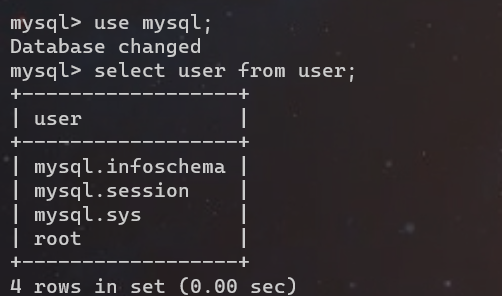 mysql> use mysql;
Database changed
mysql> select user from user;
+------------------+
| user             |
+------------------+
| mysql.infoschema |
| mysql.session    |
| mysql.sys        |
| root             |
+------------------+
4 rows in set (0.00 sec)